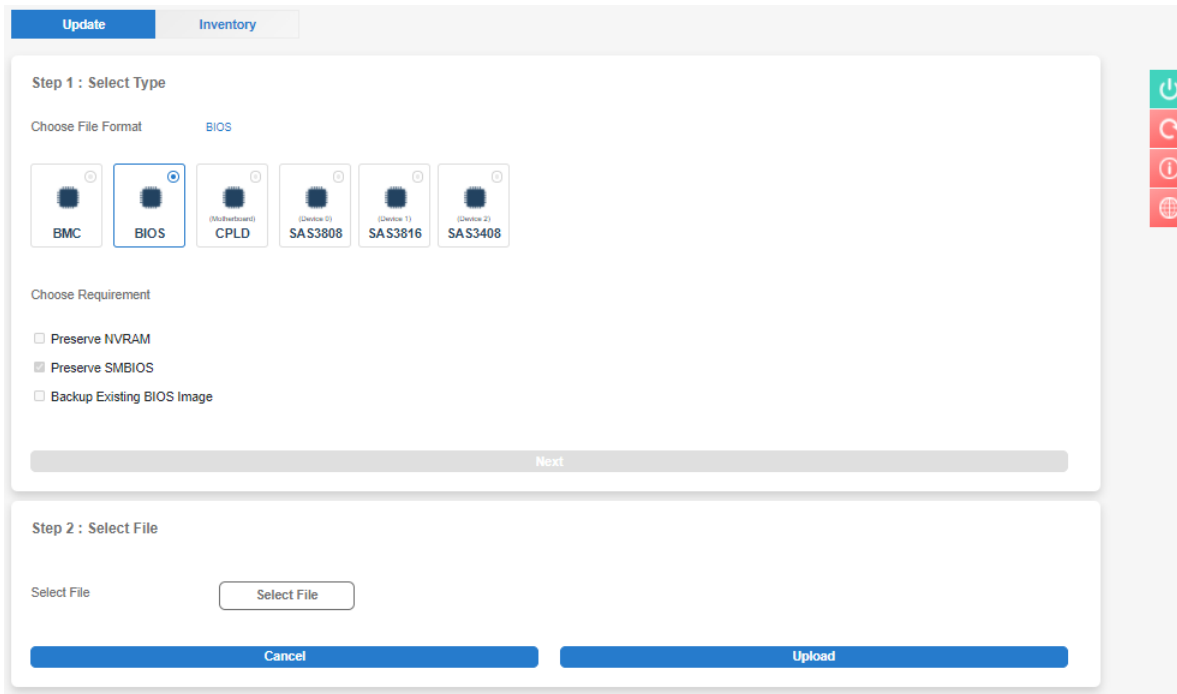 Update Inventory
Step 1 : Select Type
Choose File Format BIOS
(Motherboard) (Device 0) (Device 1) (Device 2)
BMC BIOS CPLD SAS3808 SAS3816 SAS3408
Choose Requirement
Preserve NVRAM
Preserve SMBIOS
Backup Existing BIOS Image
Next
Step 2 : Select File
Select File Select File
Cancel Upload